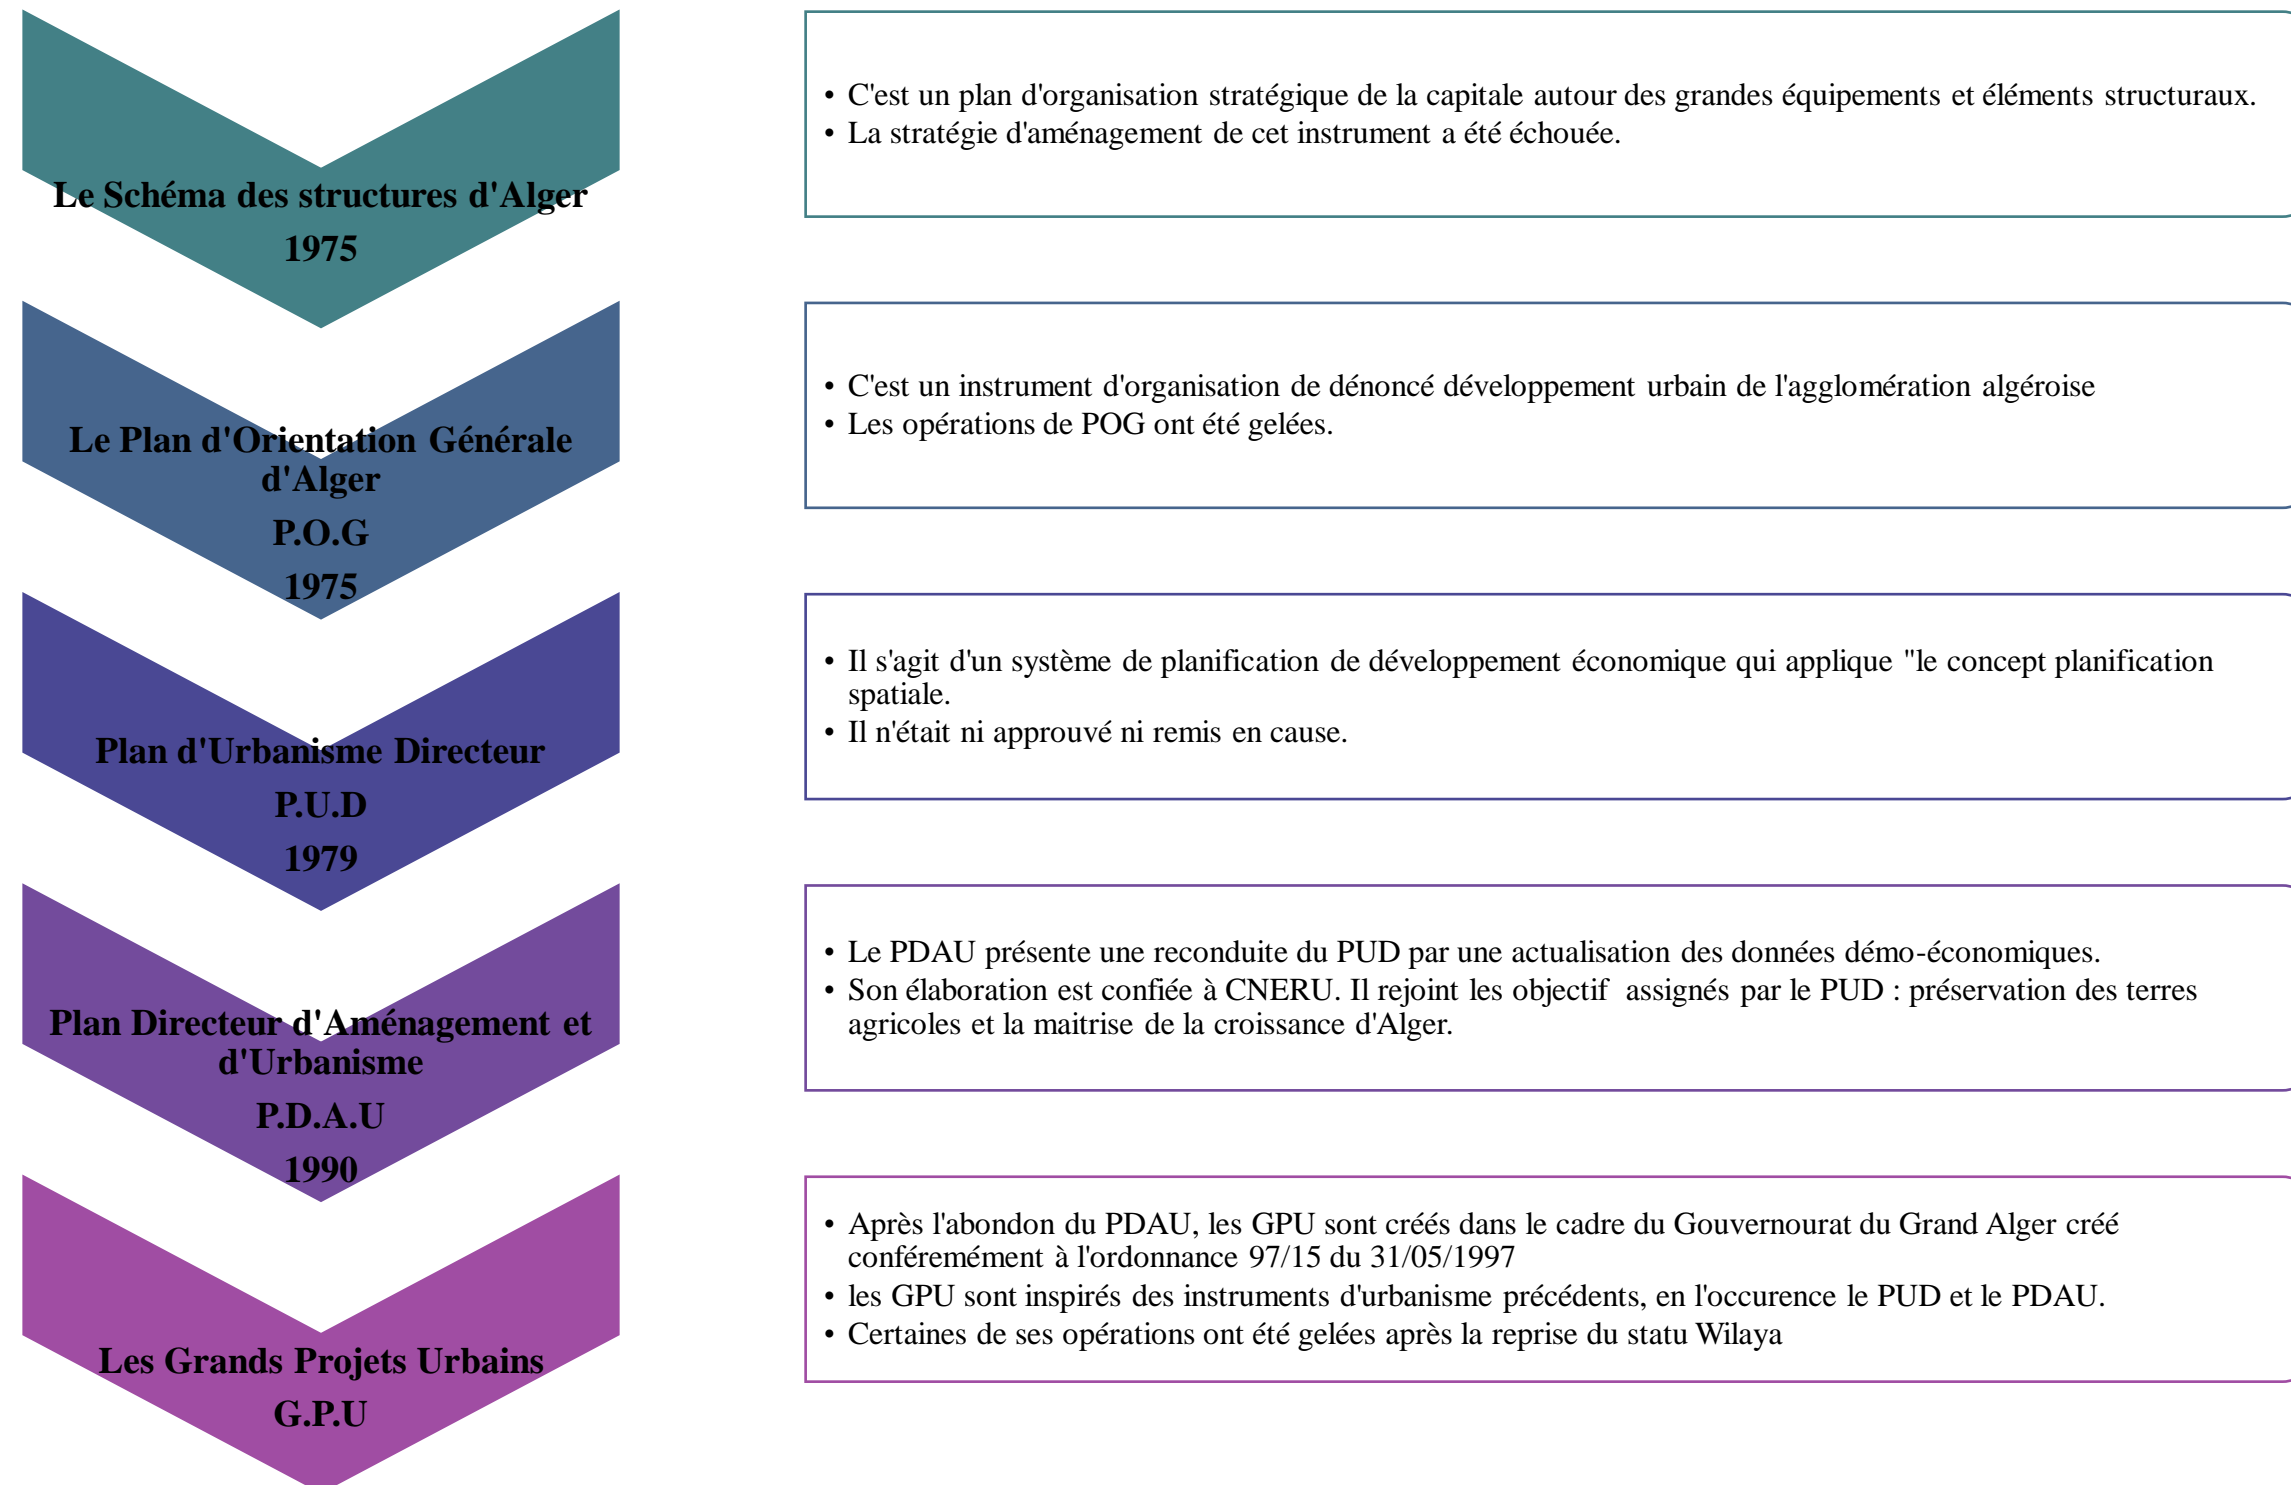 Le Schéma des structures d'Alger
1975
• C'est un plan d'organisation stratégique de la capitale autour des grandes équipements et éléments structuraux.
• La stratégie d'aménagement de cet instrument a été échouée.
Le Plan d'Orientation Générale
d'Alger
P.O.G
1975
• C'est un instrument d'organisation de dénoncé développement urbain de l'agglomération algéroise
• Les opérations de POG ont été gelées.
Plan d'Urbanisme Directeur
P.U.D
1979
• Il s'agit d'un système de planification de développement économique qui applique "le concept planification
spatiale.
• Il n'était ni approuvé ni remis en cause.
Plan Directeur d'Aménagement et
d'Urbanisme
P.D.A.U
1990
• Le PDAU présente une reconduite du PUD par une actualisation des données démo-économiques.
• Son élaboration est confiée à CNERU. Il rejoint les objectif assignés par le PUD : préservation des terres
agricoles et la maitrise de la croissance d'Alger.
Les Grands Projets Urbains
G.P.U
• Après l'abondon du PDAU, les GPU sont créés dans le cadre du Gouvernourat du Grand Alger créé
conféremément à l'ordonnance 97/15 du 31/05/1997
• les GPU sont inspirés des instruments d'urbanisme précédents, en l'occurence le PUD et le PDAU.
• Certaines de ses opérations ont été gelées après la reprise du statu Wilaya